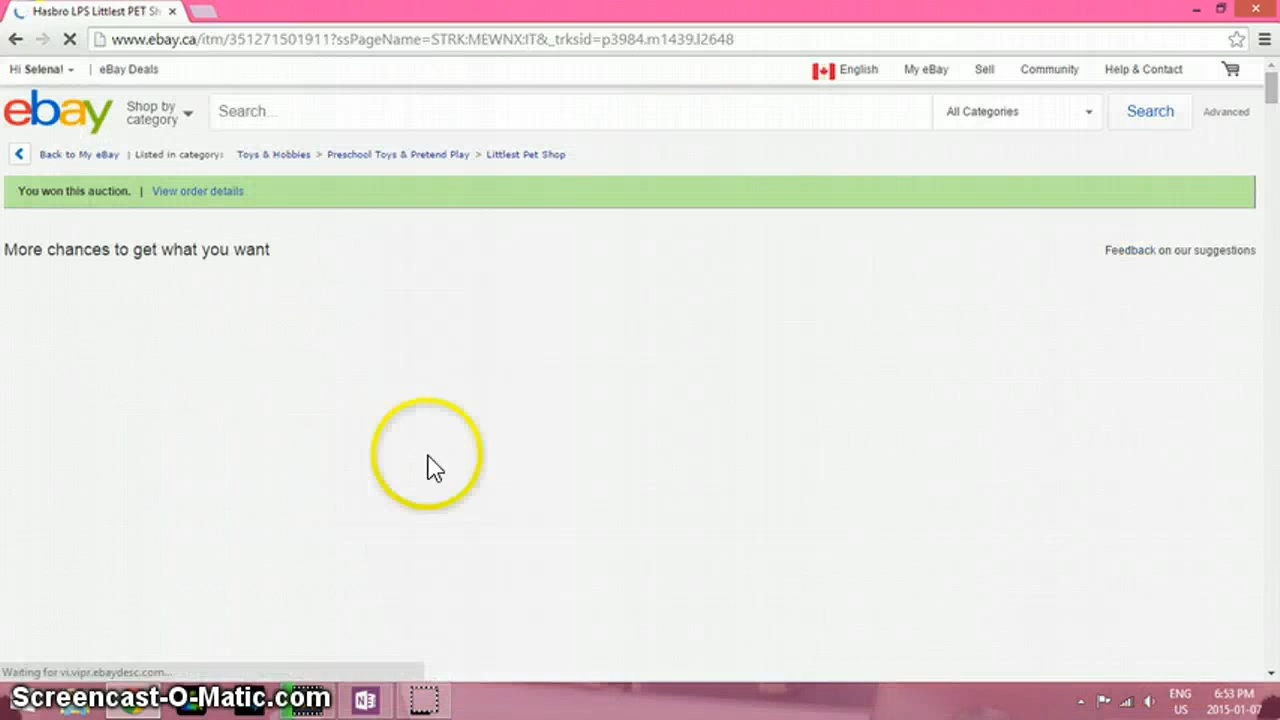 Hasbro LPS Littlest PET Sh
www.ebay.ca/itm/351271501911?ssPageName=STRK:MEWNX:IT&_trksid=p3984.m1439.l2648
Hi Selena! | eBay Deals English My eBay Sell Community Help & Contact
ebay Shop by category Search... All Categories Search Advanced
Back to My eBay | Listed in category: Toys & Hobbies > Preschool Toys & Pretend Play > Littlest Pet Shop
You won this auction. | View order details
More chances to get what you want Feedback on our suggestions
Waiting for vi.vipr.ebaydesc.com...
Screencast-O-Matic.com
ENG 6:53 PM
US 2015-01-07